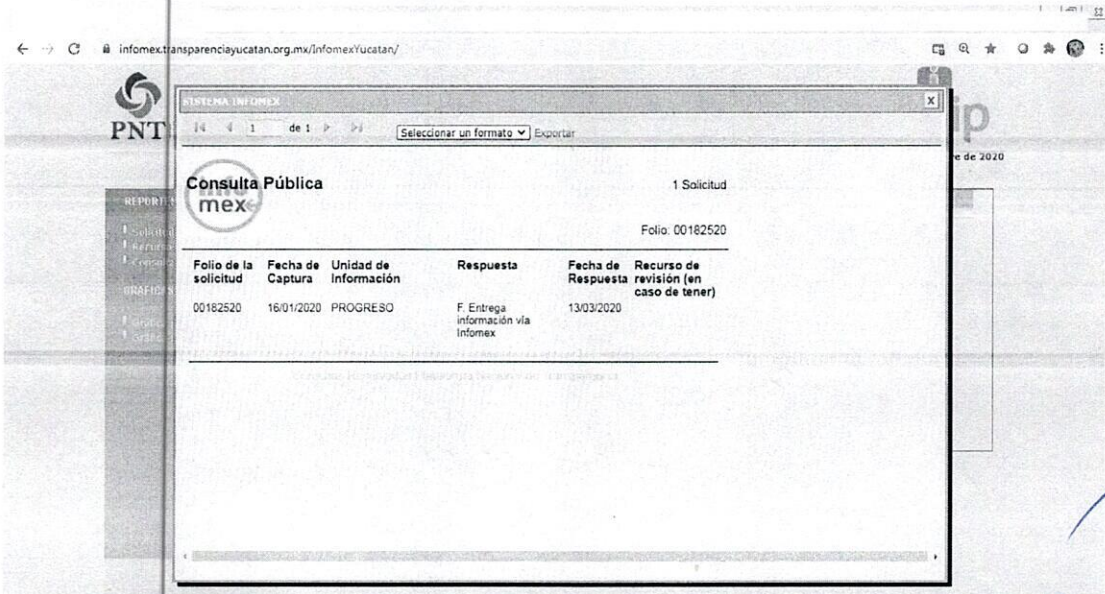 infomex.transparenciayucatan.org.mx/InfomexYucatan/
PNT
SISTEMA INFOMEX
1 de 1
Seleccionar un formato Exportar
e de 2020
infomex
Consulta Pública
1 Solicitud
Folio: 00182520
REPORTE
Folio de la solicitud Fecha de Captura Unidad de Información Respuesta Fecha de Respuesta Recurso de revisión (en caso de tener)
00182520 16/01/2020 PROGRESO F. Entrega información vía Infomex 13/03/2020